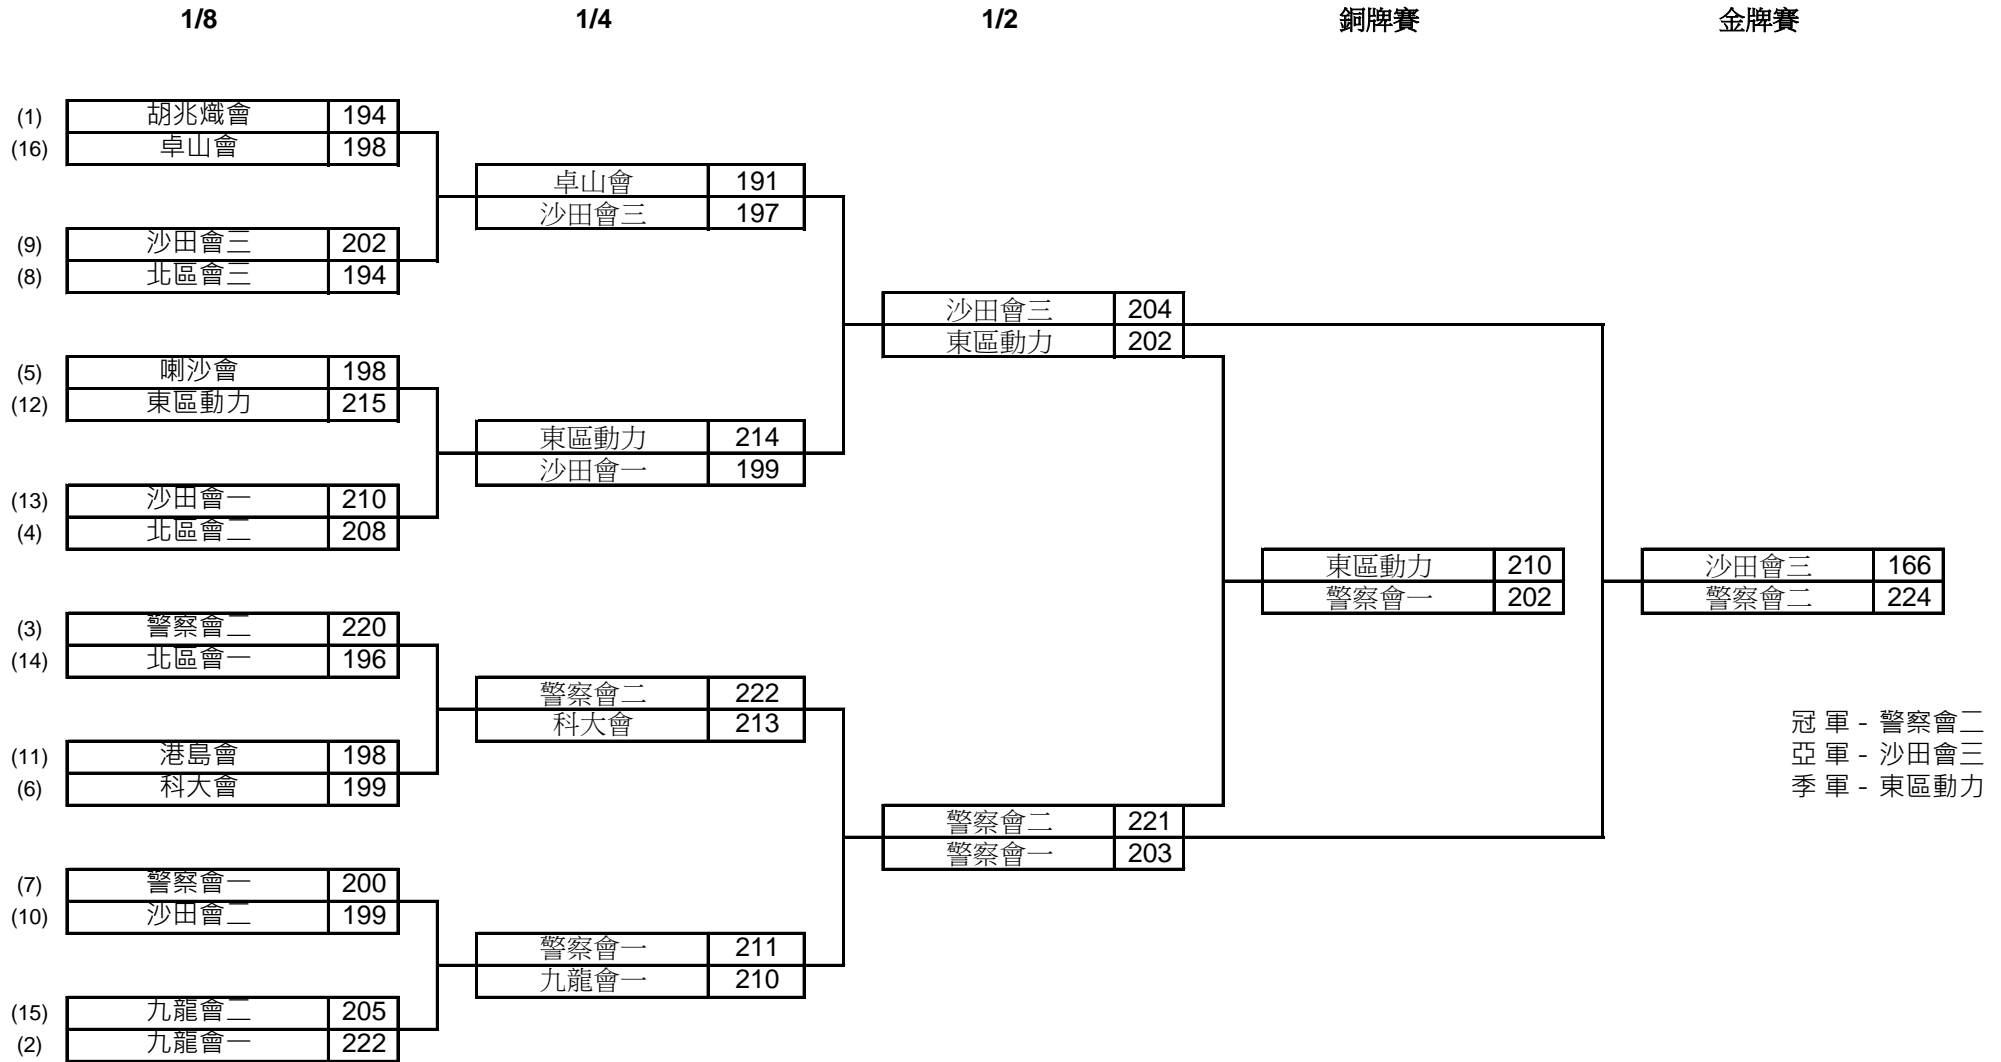 1/8 1/4 1/2 銅牌賽 金牌賽
(1) 胡兆熾會 194
(16) 卓山會 198
卓山會 191
沙田會三 197
(9) 沙田會三 202
(8) 北區會三 194
沙田會三 204
東區動力 202
(5) 喇沙會 198
(12) 東區動力 215
東區動力 214
沙田會一 199
(13) 沙田會一 210
(4) 北區會二 208
東區動力 210 沙田會三 166
警察會一 202 警察會二 224
(3) 警察會二 220
(14) 北區會一 196
警察會二 222
科大會 213
冠 軍 - 警察會二
(11) 港島會 198
亞 軍 - 沙田會三
(6) 科大會 199
季 軍 - 東區動力
警察會二 221
警察會一 203
(7) 警察會一 200
(10) 沙田會二 199
警察會一 211
九龍會一 210
(15) 九龍會二 205
(2) 九龍會一 222